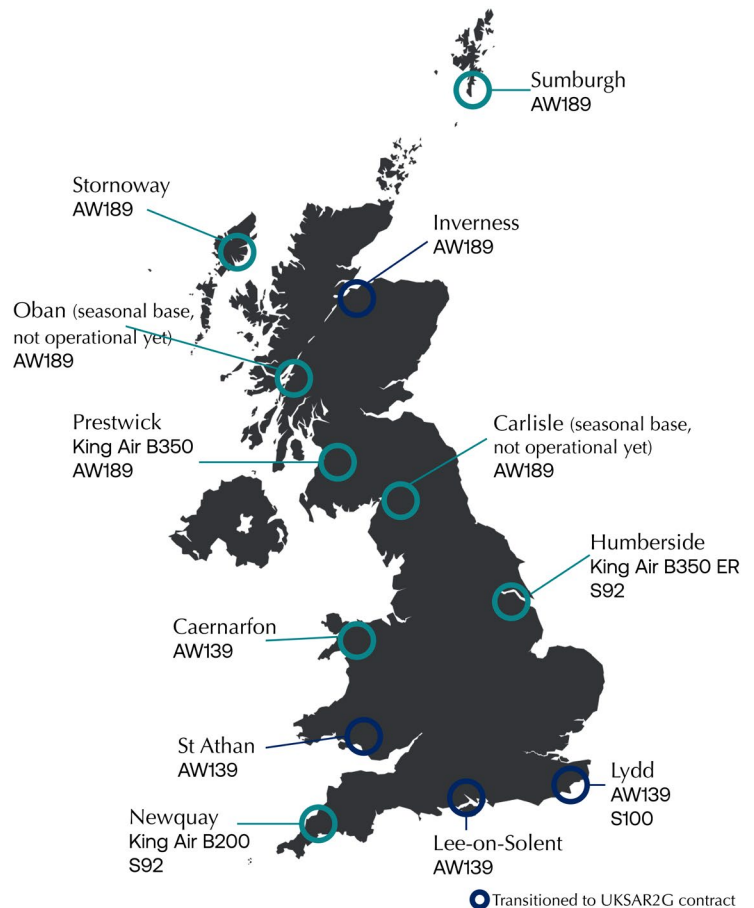 Sumburgh
AW189
Stornoway
AW189
Inverness
AW189
Oban (seasonal base,
not operational yet)
AW189
Prestwick
King Air B350
AW189
Carlisle (seasonal base,
not operational yet)
AW189
Humberside
King Air B350 ER
S92
Caernarfon
AW139
St Athan
AW139
Lydd
AW139
S100
Newquay
King Air B200
S92
Lee-on-Solent
AW139
Transitioned to UKSAR2G contract